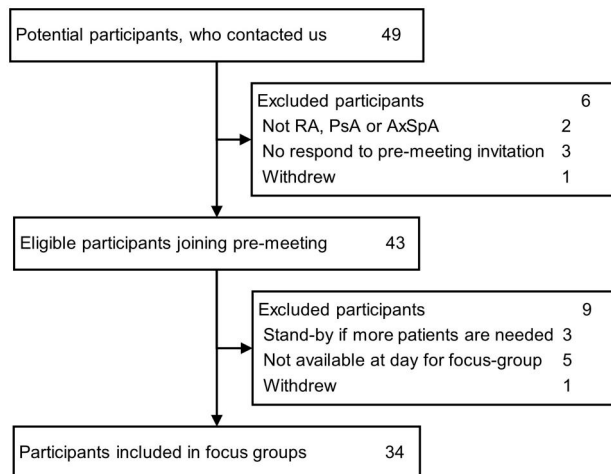 Potential participants, who contacted us 49
Excluded participants 6
Not RA, PsA or AxSpA 2
No respond to pre-meeting invitation 3
Withdrew 1
Eligible participants joining pre-meeting 43
Excluded participants 9
Stand-by if more patients are needed 3
Not available at day for focus-group 5
Withdrew 1
Participants included in focus groups 34